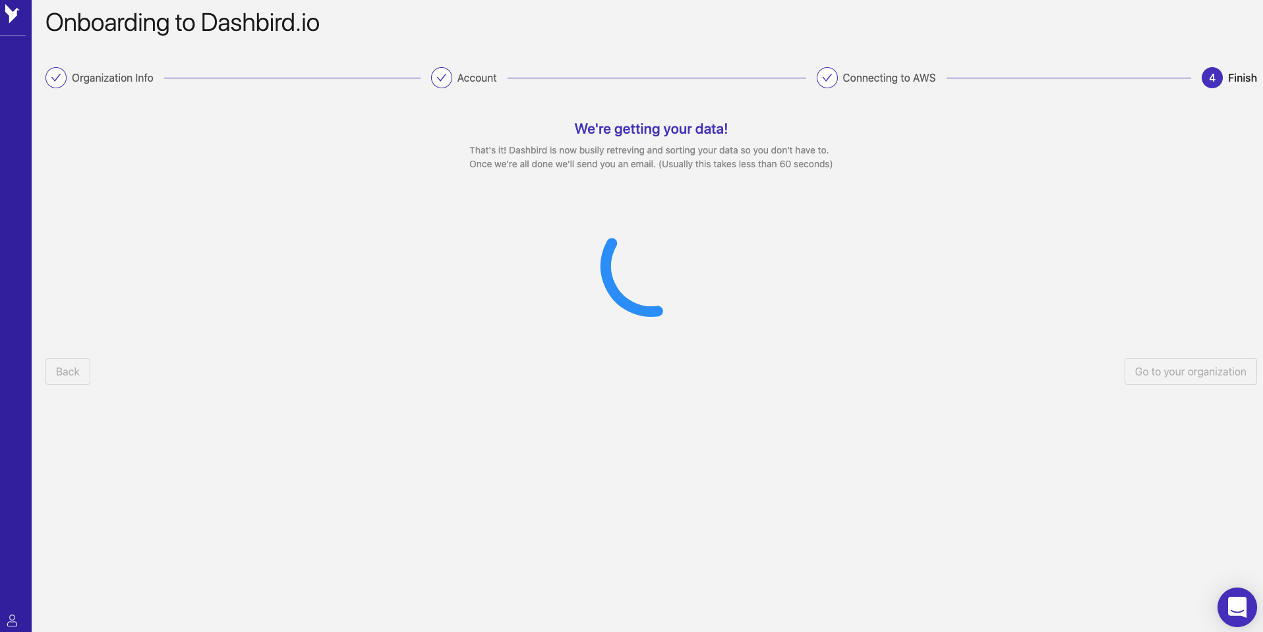 Onboarding to Dashbird.io
Organization Info
Account
Connecting to AWS
4 Finish
We're getting your data!
That's it! Dashbird is now busily retreving and sorting your data so you don't have to.
Once we're all done we'll send you an email. (Usually this takes less than 60 seconds)
Back
Go to your organization